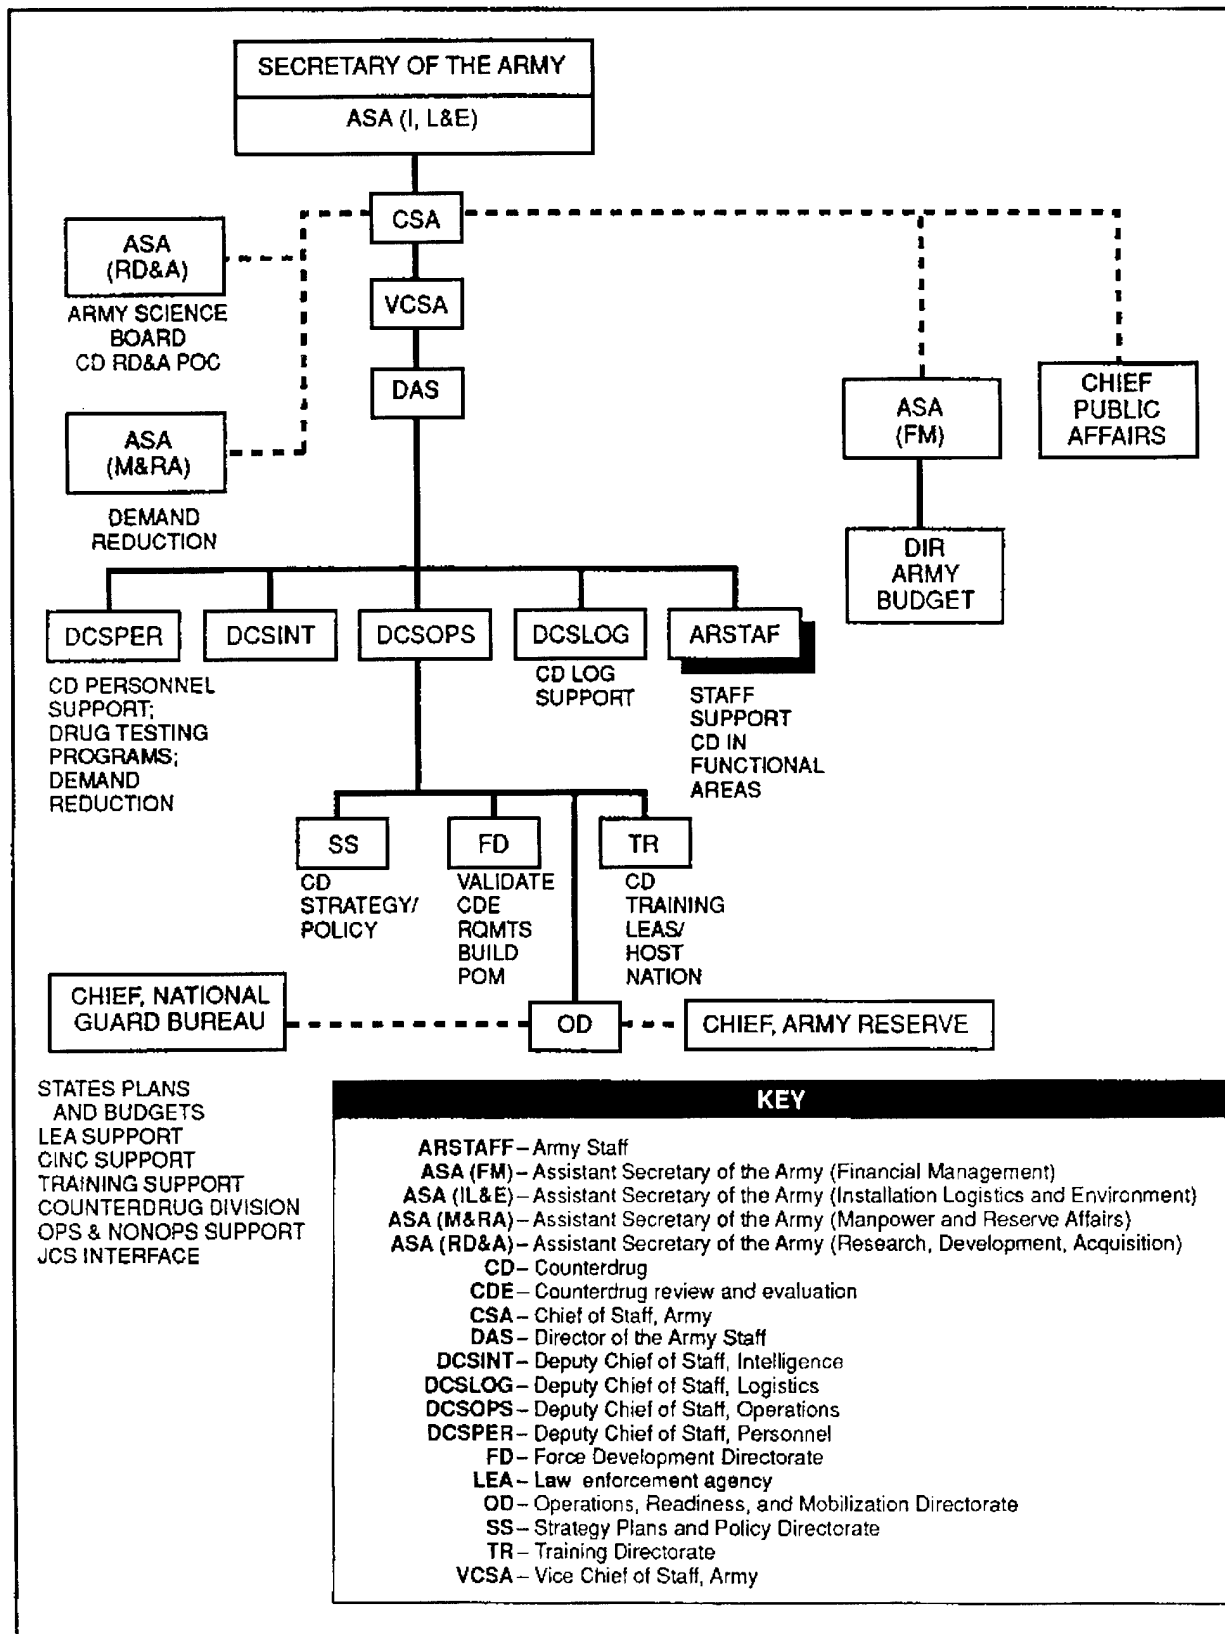 SECRETARY OF THE ARMY
ASA (I, L&E)
CSA
ASA
(RD&A)
ARMY SCIENCE
BOARD
CD RD&A POC
VCSA
DAS
ASA
(M&RA)
DEMAND
REDUCTION
ASA
(FM)
CHIEF
PUBLIC
AFFAIRS
DIR
ARMY
BUDGET
DCSPER
CD PERSONNEL
SUPPORT;
DRUG TESTING
PROGRAMS;
DEMAND
REDUCTION
DCSINT
DCSOPS
DCSLOG
CD LOG
SUPPORT
ARSTAF
STAFF
SUPPORT
CD IN
FUNCTIONAL
AREAS
SS
CD
STRATEGY/
POLICY
FD
VALIDATE
CDE
RQMTS
BUILD
POM
TR
CD
TRAINING
LEAS/
HOST
NATION
CHIEF, NATIONAL
GUARD BUREAU
OD
CHIEF, ARMY RESERVE
STATES PLANS
AND BUDGETS
LEA SUPPORT
CINC SUPPORT
TRAINING SUPPORT
COUNTERDRUG DIVISION
OPS & NONOPS SUPPORT
JCS INTERFACE
KEY
ARSTAFF – Army Staff
ASA (FM) – Assistant Secretary of the Army (Financial Management)
ASA (IL&E) – Assistant Secretary of the Army (Installation Logistics and Environment)
ASA (M&RA) – Assistant Secretary of the Army (Manpower and Reserve Affairs)
ASA (RD&A) – Assistant Secretary of the Army (Research, Development, Acquisition)
CD – Counterdrug
CDE – Counterdrug review and evaluation
CSA – Chief of Staff, Army
DAS – Director of the Army Staff
DCSINT – Deputy Chief of Staff, Intelligence
DCSLOG – Deputy Chief of Staff, Logistics
DCSOPS – Deputy Chief of Staff, Operations
DCSPER – Deputy Chief of Staff, Personnel
FD – Force Development Directorate
LEA – Law enforcement agency
OD – Operations, Readiness, and Mobilization Directorate
SS – Strategy Plans and Policy Directorate
TR – Training Directorate
VCSA – Vice Chief of Staff, Army